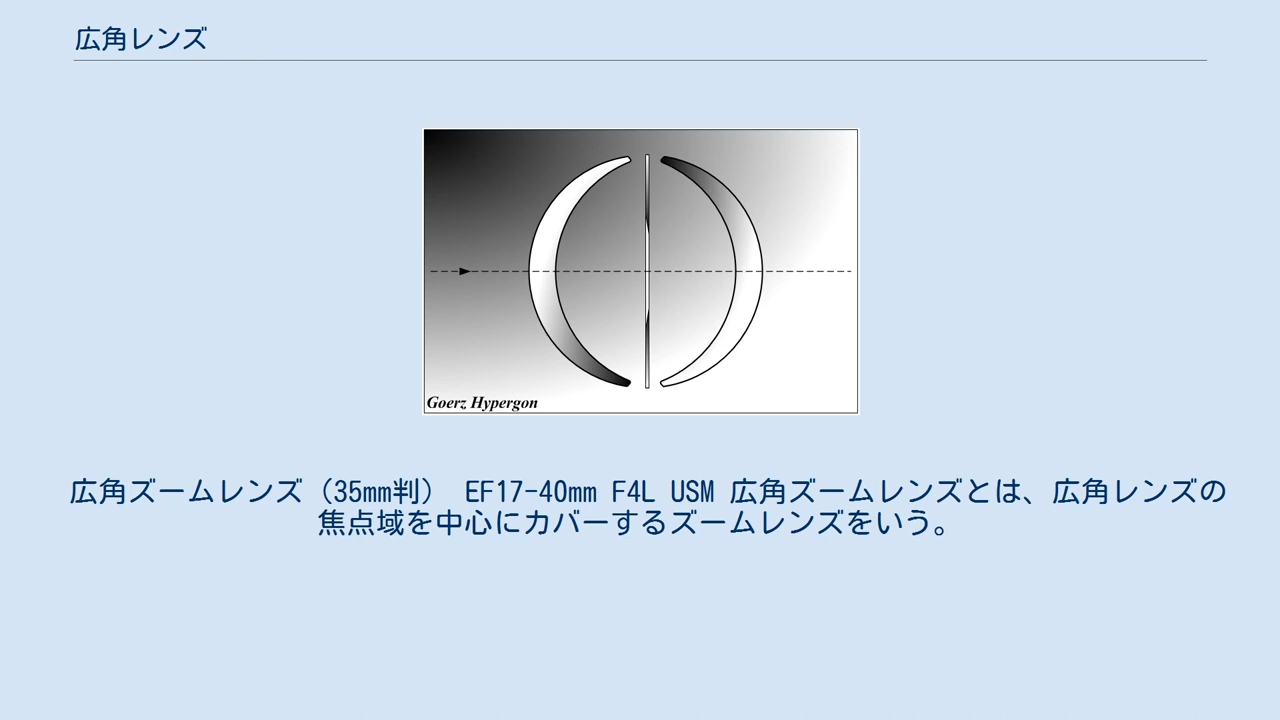 広角レンズ
Goerz Hypergon
広角ズームレンズ（35mm判） EF17-40mm F4L USM 広角ズームレンズとは、広角レンズの
焦点域を中心にカバーするズームレンズをいう。